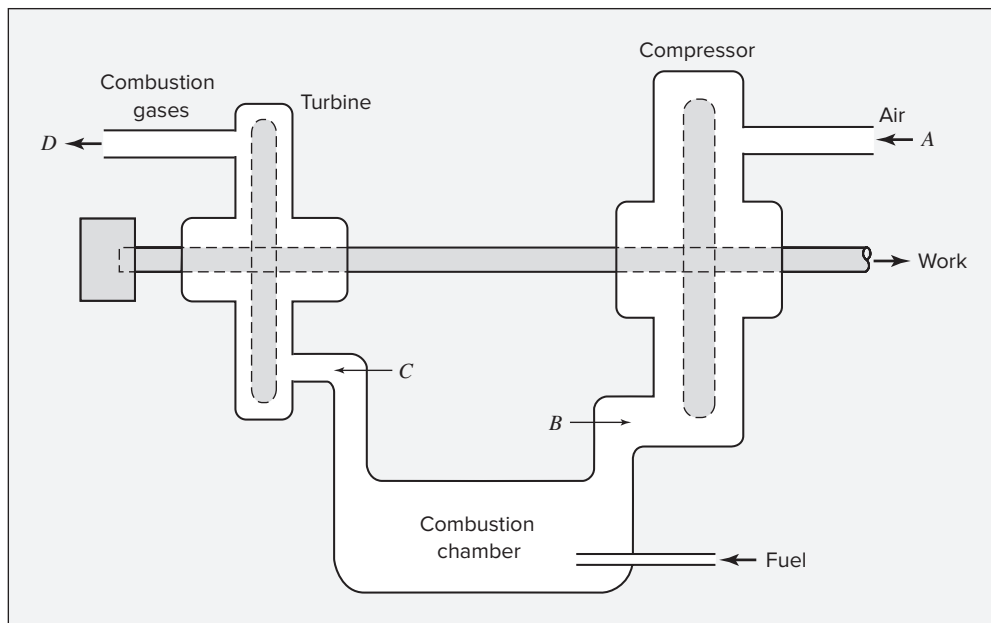 Compressor
Combustion
gases
Turbine
Air
D
A
Work
C
B
Combustion
chamber
Fuel